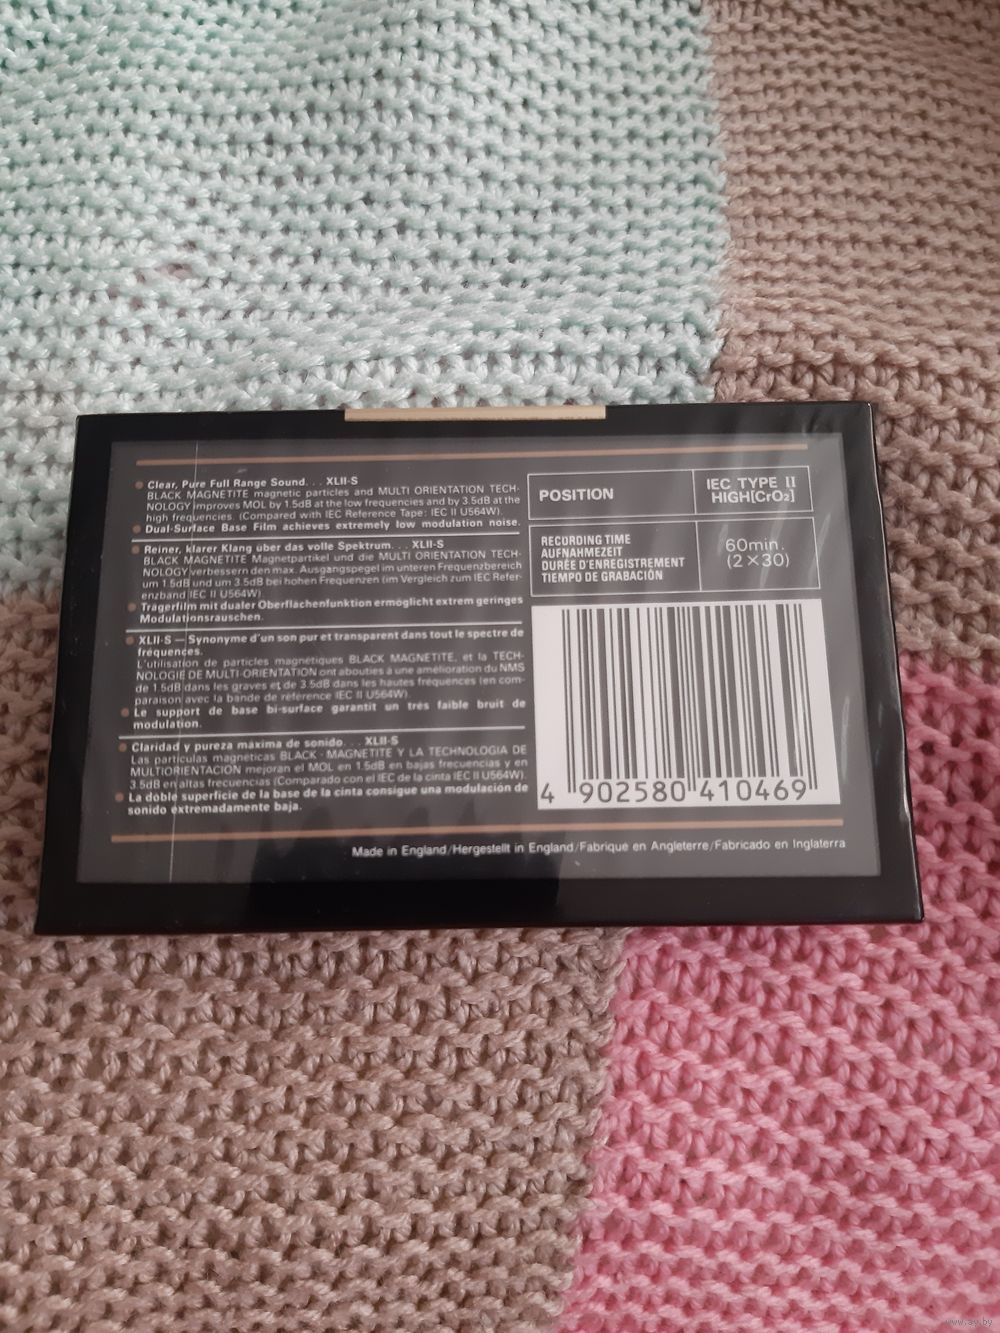 Clear, Pure Full Range Sound. . . XLII-S
BLACK MAGNETITE magnetic particles and MULTI ORIENTATION TECH-
NOLOGY improves MOL by 1.5dB at the low frequencies and by 3.5dB at the
high frequencies. (Compared with IEC Reference Tape: IEC II U564W).
Dual-Surface Base Film achieves extremely low modulation noise.
Reiner, klarer Klang über das volle Spektrum. . . XLII-S
BLACK MAGNETITE Magnetpartikel und die MULTI ORIENTATION TECH-
NOLOGY verbessern den max. Ausgangspegel im unteren Frequenzbereich
um 1.5dB und um 3.5dB bei hohen Frequenzen (im Vergleich zum IEC Refer-
enzband IEC II U564W).
Tragerfilm mit dualer Oberflachenfunktion ermöglicht extrem geringes
Modulationsrauschen.
XLII-S — Synonyme d'un son pur et transparent dans tout le spectre de
fréquences.
L'utilisation de particles magnétiques BLACK MAGNETITE, et la TECH-
NOLOGIE DE MULTI-ORIENTATION ont abouties à une amélioration du NMS
de 1.5dB dans les graves et de 3.5dB dans les hautes fréquences (en com-
paraison avec la bande de référence IEC II U564W).
Le support de base bi-surface garantit un très faible bruit de
modulation.
Claridad y pureza máxima de sonido. . . XLII-S
Las particulas magneticas BLACK - MAGNETITE Y LA TECHNOLOGIA DE
MULTIORIENTACION mejoran el MOL en 1.5dB en bajas frecuencias y en
3.5dB en altas frecuencias (Comparado con el IEC de la cinta IEC II U564W).
La doble superficie de la base de la cinta consigue una modulación de
sonido extremadamente baja.
POSITION
IEC TYPE II
HIGH[CrO2]
RECORDING TIME
AUFNAHMEZEIT
DURÉE D'ENREGISTREMENT
TIEMPO DE GRABACIÓN
60min.
(2×30)
4 902580 410469
Made in England/Hergestellt in England/Fabriqué en Angleterre/Fabricado en Inglaterra
www.ay.by